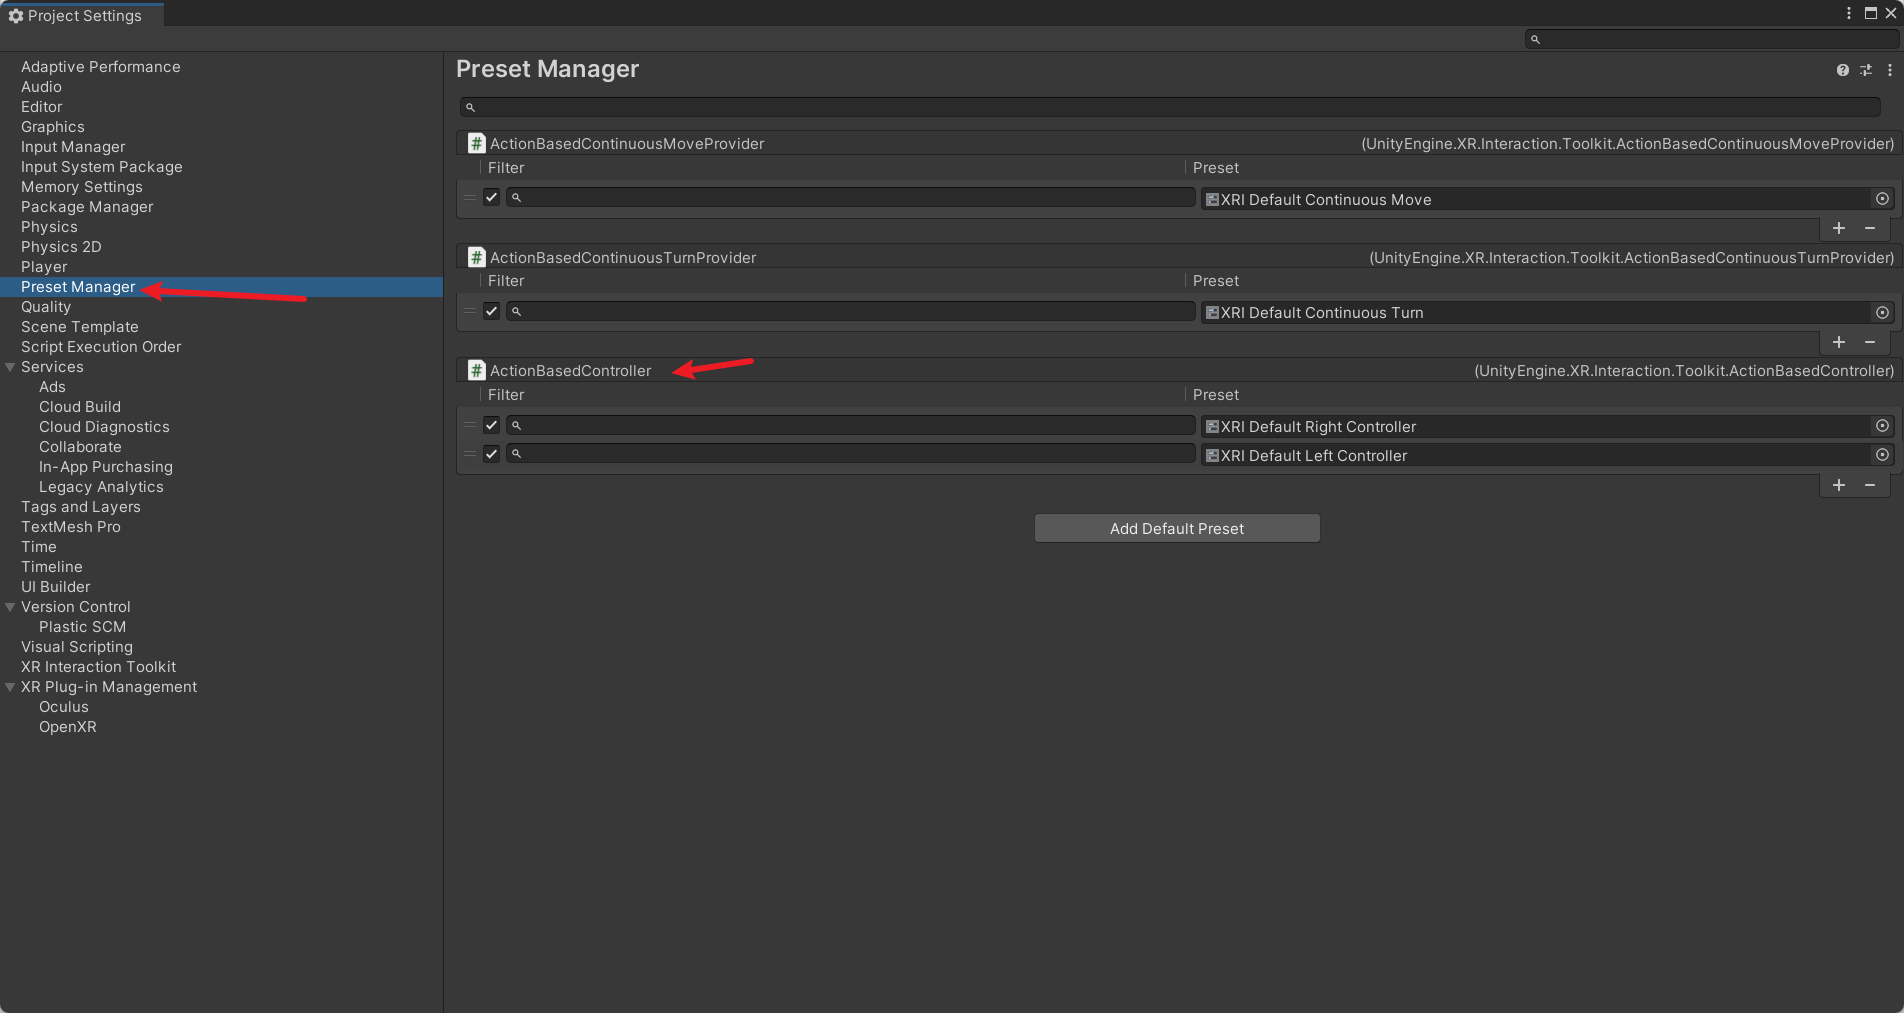 Project Settings
Adaptive Performance
Audio
Editor
Graphics
Input Manager
Input System Package
Memory Settings
Package Manager
Physics
Physics 2D
Player
Preset Manager
Quality
Scene Template
Script Execution Order
Services
Ads
Cloud Build
Cloud Diagnostics
Collaborate
In-App Purchasing
Legacy Analytics
Tags and Layers
TextMesh Pro
Time
Timeline
UI Builder
Version Control
Plastic SCM
Visual Scripting
XR Interaction Toolkit
XR Plug-in Management
Oculus
OpenXR
Preset Manager
# ActionBasedContinuousMoveProvider (UnityEngine.XR.Interaction.Toolkit.ActionBasedContinuousMoveProvider)
Filter Preset
XRI Default Continuous Move
+ −
# ActionBasedContinuousTurnProvider (UnityEngine.XR.Interaction.Toolkit.ActionBasedContinuousTurnProvider)
Filter Preset
XRI Default Continuous Turn
+ −
# ActionBasedController (UnityEngine.XR.Interaction.Toolkit.ActionBasedController)
Filter Preset
XRI Default Right Controller
XRI Default Left Controller
+ −
Add Default Preset